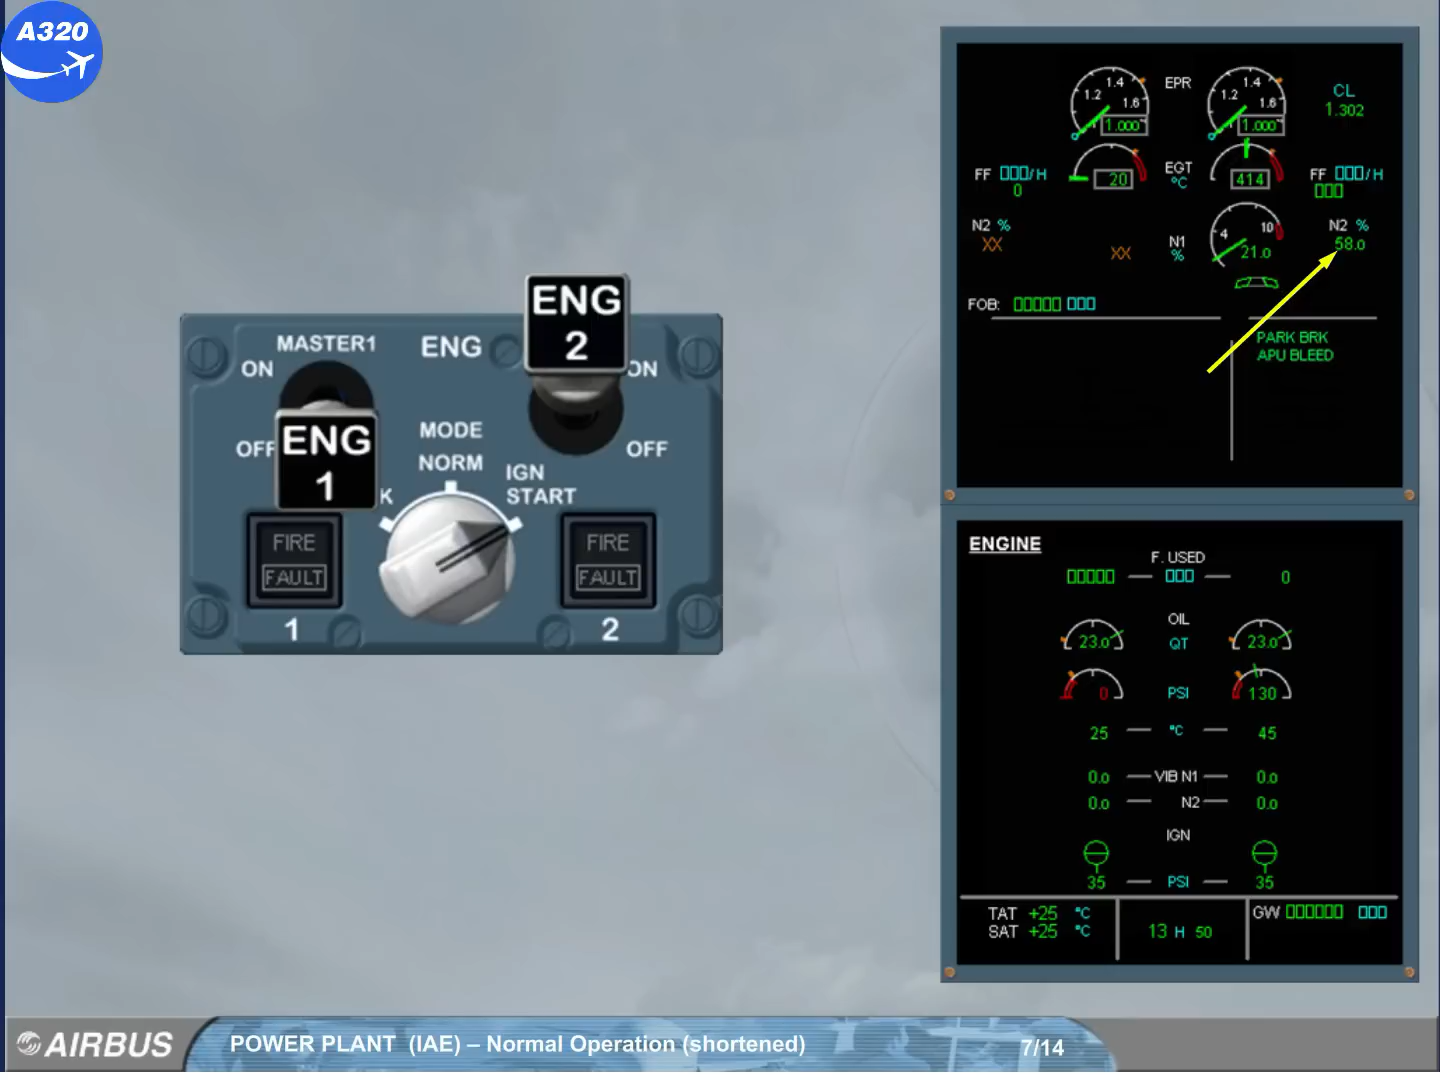 A320
MASTER1
ENG
ON
ON
ENG
2
OFF
OFF
ENG
1
MODE
NORM
K
IGN
START
FIRE
FAULT
FIRE
FAULT
1
2
1.2 1.4 1.6
1.000
EPR
1.2 1.4 1.6
1.000
CL
1.302
FF /H
0
20
EGT
°C
414
FF /H
N2 %
XX
XX
N1
%
4 10
21.0
N2 %
58.0
FOB:
PARK BRK
APU BLEED
ENGINE
F. USED
0
OIL
23.0 QT 23.0
0 PSI 130
25 °C 45
0.0 VIB N1 0.0
0.0 N2 0.0
IGN
35 PSI 35
TAT +25 °C
SAT +25 °C
13 H 50
GW
AIRBUS
POWER PLANT (IAE) – Normal Operation (shortened)
7/14